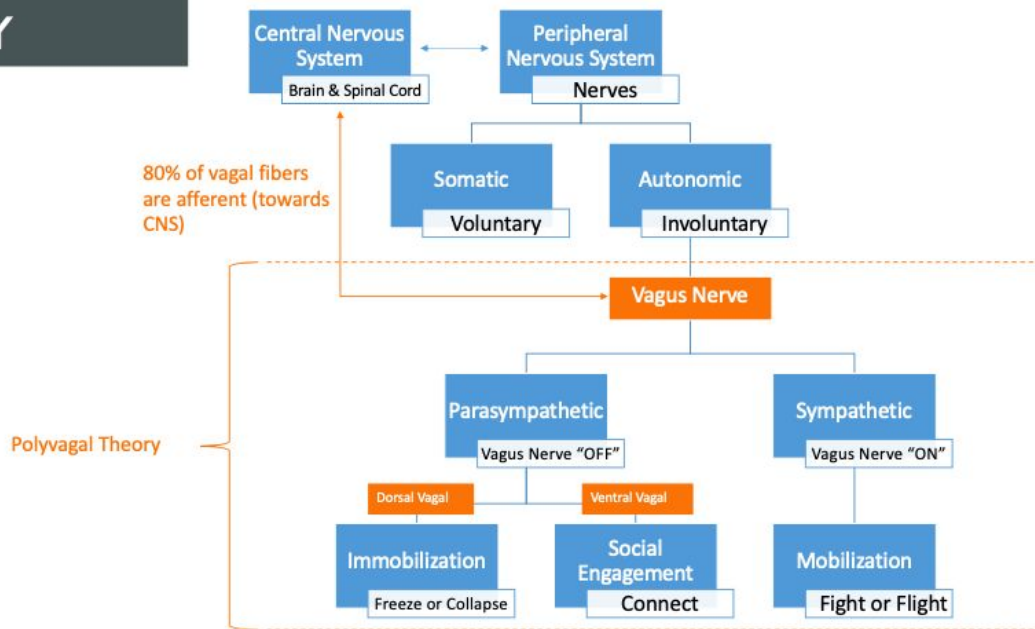 Y
Central Nervous
System
Brain & Spinal Cord
Peripheral
Nervous System
Nerves
80% of vagal fibers
are afferent (towards
CNS)
Somatic
Voluntary
Autonomic
Involuntary
Vagus Nerve
Polyvagal Theory
Parasympathetic
Vagus Nerve “OFF”
Sympathetic
Vagus Nerve “ON”
Dorsal Vagal
Ventral Vagal
Immobilization
Freeze or Collapse
Social
Engagement
Connect
Mobilization
Fight or Flight